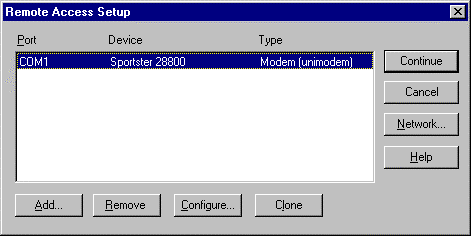 Remote Access Setup
Port Device Type
COM1 Sportster 28800 Modem (unimodem)
Continue
Cancel
Network...
Help
Add... Remove Configure... Clone